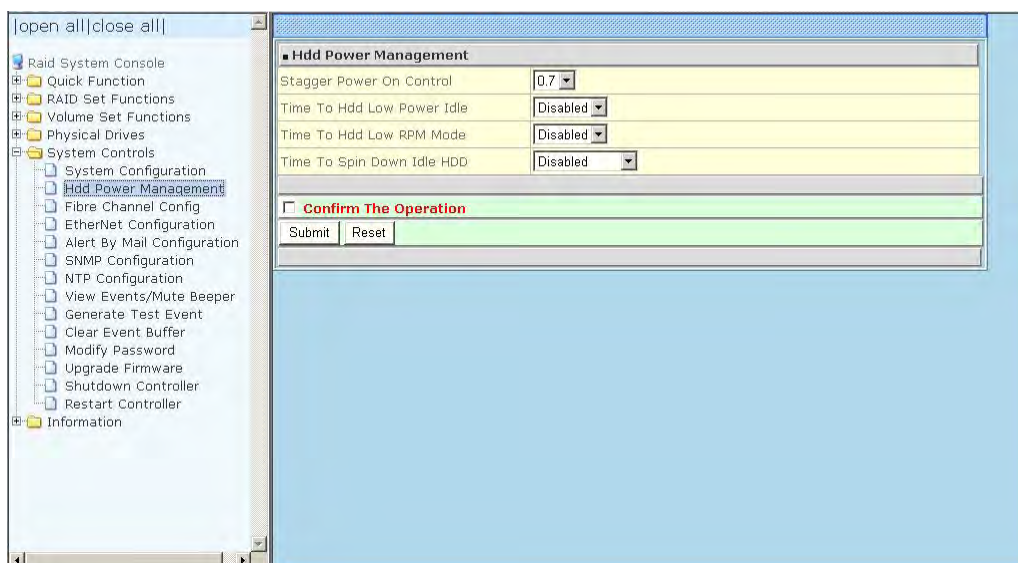 |open all|close all|
Raid System Console
Quick Function
RAID Set Functions
Volume Set Functions
Physical Drives
System Controls
System Configuration
Hdd Power Management
Fibre Channel Config
EtherNet Configuration
Alert By Mail Configuration
SNMP Configuration
NTP Configuration
View Events/Mute Beeper
Generate Test Event
Clear Event Buffer
Modify Password
Upgrade Firmware
Shutdown Controller
Restart Controller
Information
Hdd Power Management
Stagger Power On Control 0.7
Time To Hdd Low Power Idle Disabled
Time To Hdd Low RPM Mode Disabled
Time To Spin Down Idle HDD Disabled
Confirm The Operation
Submit Reset